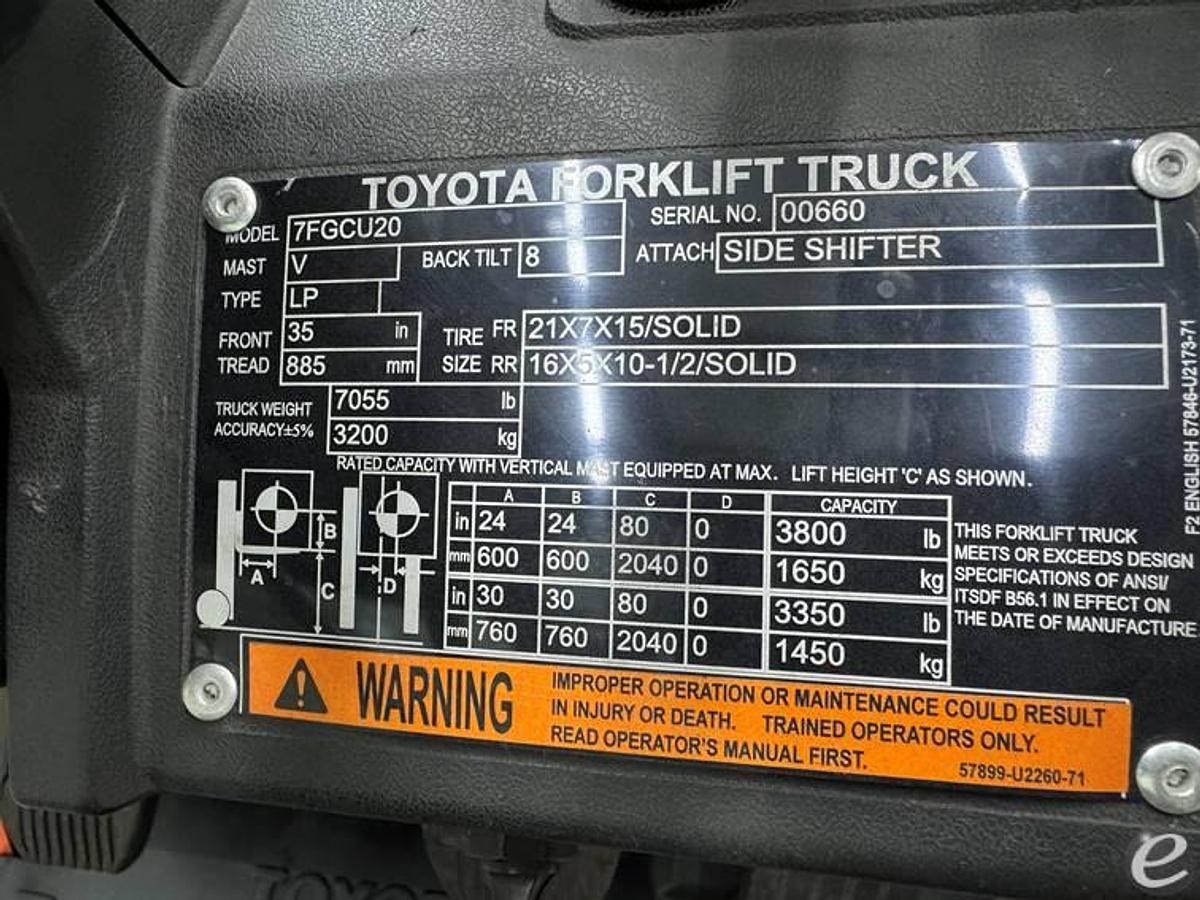 TOYOTA FORKLIFT TRUCK
MODEL 7FGCU20 SERIAL NO. 00660
MAST V BACK TILT 8 ATTACH SIDE SHIFTER
TYPE LP
FRONT 35 in TIRE FR 21X7X15/SOLID
TREAD 885 mm SIZE RR 16X5X10-1/2/SOLID
TRUCK WEIGHT 7055 lb
ACCURACY±5% 3200 kg
RATED CAPACITY WITH VERTICAL MAST EQUIPPED AT MAX. LIFT HEIGHT 'C' AS SHOWN.
A B C D CAPACITY
in 24 24 80 0 3800 lb
mm 600 600 2040 0 1650 kg
in 30 30 80 0 3350 lb
mm 760 760 2040 0 1450 kg
A B C D
THIS FORKLIFT TRUCK
MEETS OR EXCEEDS DESIGN
SPECIFICATIONS OF ANSI/
ITSDF B56.1 IN EFFECT ON
THE DATE OF MANUFACTURE
F2 ENGLISH 57846-U2173-71
WARNING
IMPROPER OPERATION OR MAINTENANCE COULD RESULT
IN INJURY OR DEATH. TRAINED OPERATORS ONLY.
READ OPERATOR'S MANUAL FIRST.
57899-U2260-71
e